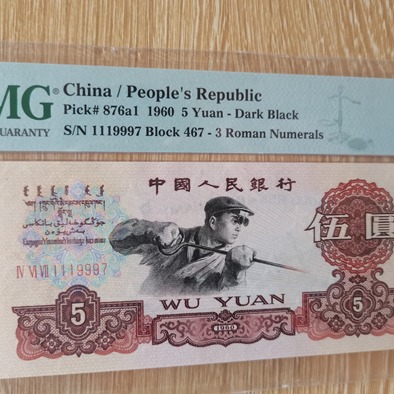 MG®
UARANTY
China / People's Republic
Pick# 876a1 1960 5 Yuan - Dark Black
S/N 1119997 Block 467 - 3 Roman Numerals
中國人民銀行
伍圓
Ⅳ Ⅵ Ⅶ 1119997
WU YUAN
5
1960
5